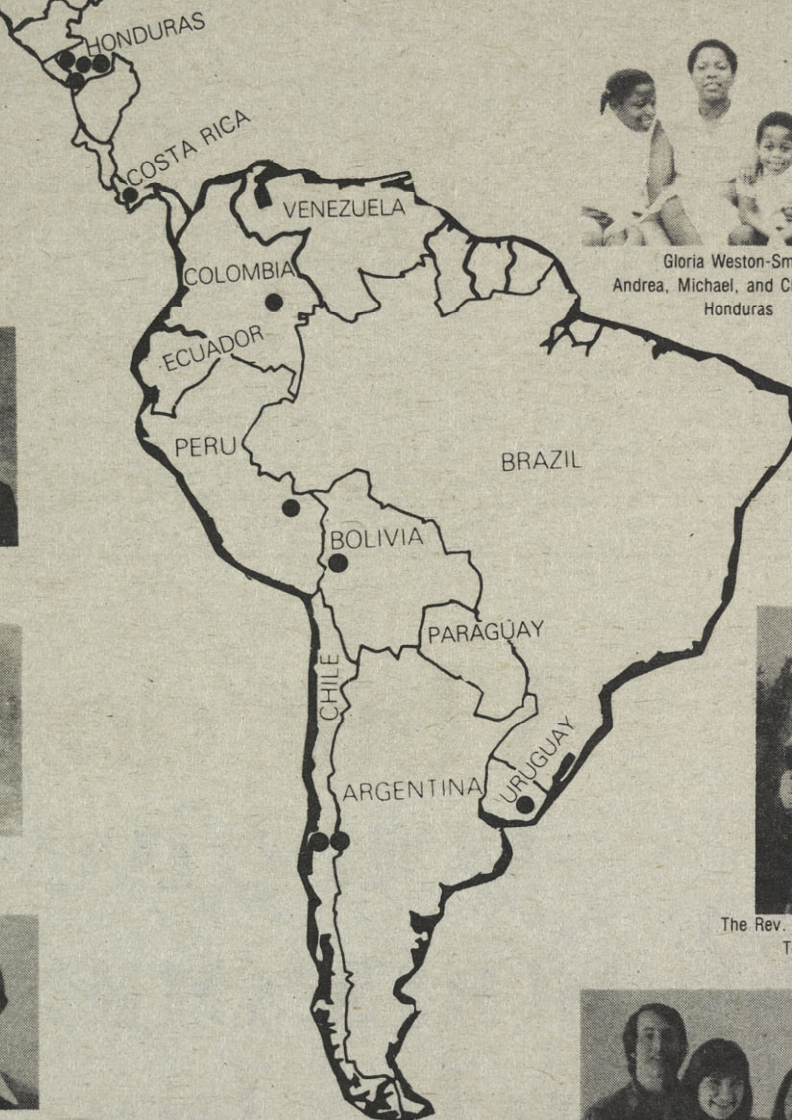 HONDURAS
COSTA RICA
VENEZUELA
COLOMBIA
ECUADOR
PERU
BRAZIL
BOLIVIA
PARAGUAY
CHILE
URUGUAY
ARGENTINA
Gloria Weston-Sm
Andrea, Michael, and C
Honduras
The Rev.
T